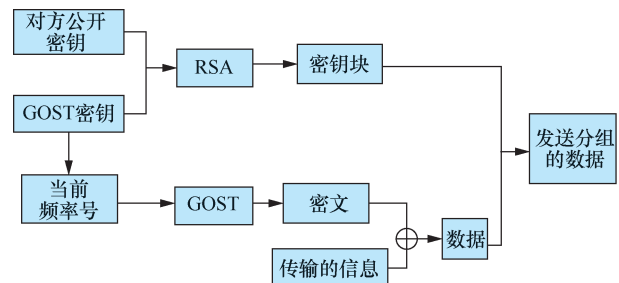 对方公开
密钥
RSA
密钥块
GOST密钥
发送分组
的数据
当前
频率号
GOST
密文
数据
传输的信息